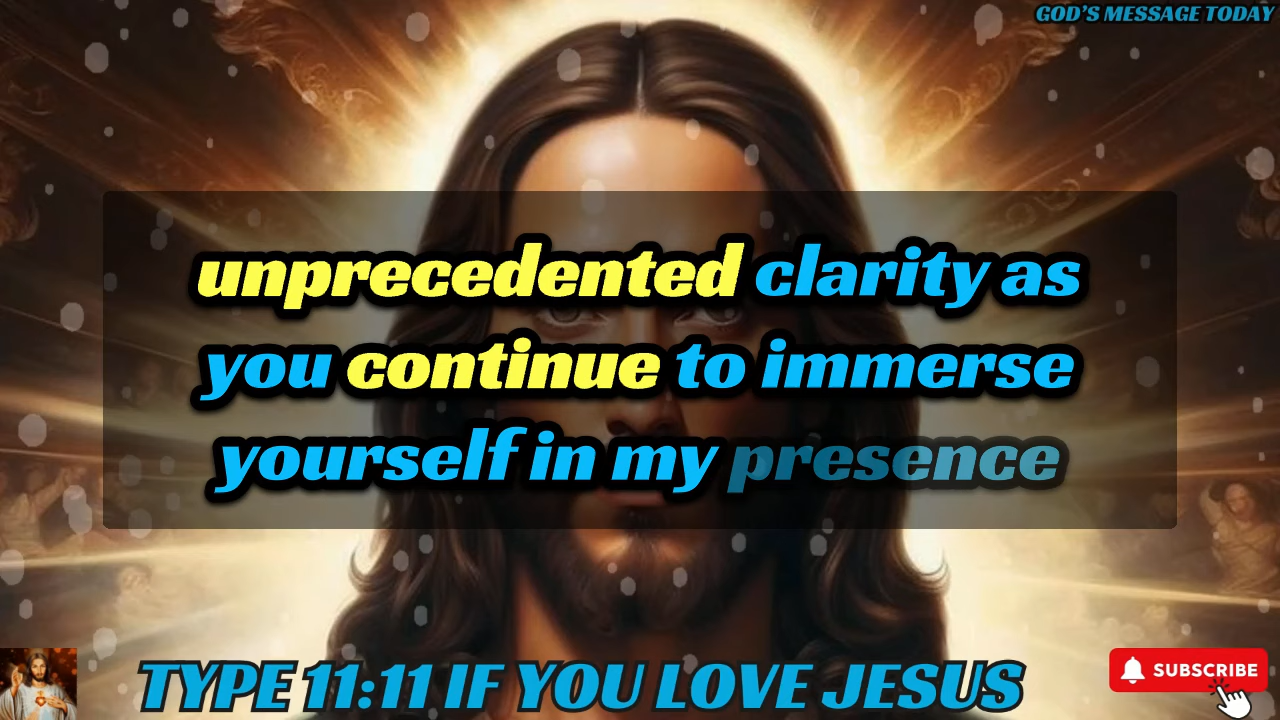 GOD'S MESSAGE TODAY
unprecedented clarity as
you continue to immerse
yourself in my presence
TYPE 11:11 IF YOU LOVE JESUS
SUBSCRIBE